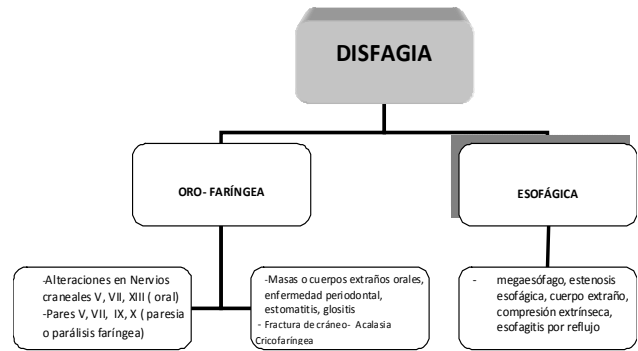 DISFAGIA
ORO- FARÍNGEA
ESOFÁGICA
-Alteraciones en Nervios
craneales V, VII, XIII ( oral)
-Pares V, VII, IX, X ( paresia
o parálisis faríngea)
-Masas o cuerpos extraños orales,
enfermedad periodontal,
estomatitis, glositis
- Fractura de cráneo- Acalasia
Cricofaríngea
- megaesófago, estenosis
esofágica, cuerpo extraño,
compresión extrínseca,
esofagitis por reflujo